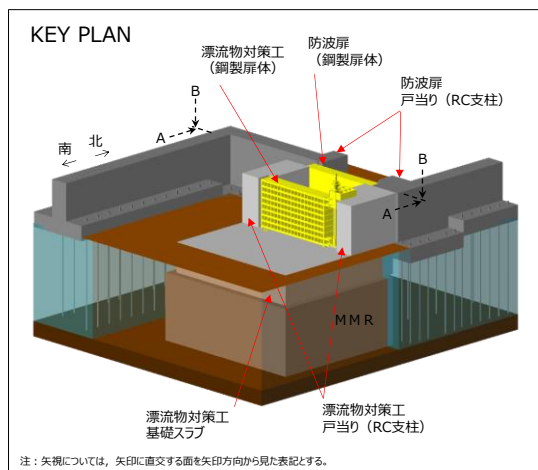 KEY PLAN
漂流物対策工
(鋼製扉体)
防波扉
(鋼製扉体)
防波扉
戸当り (RC支柱)
B
A
南 北
B
A
MMR
漂流物対策工
基礎スラブ
漂流物対策工
戸当り (RC支柱)
注:矢視については,矢印に直交する面を矢印方向から見た表記とする。